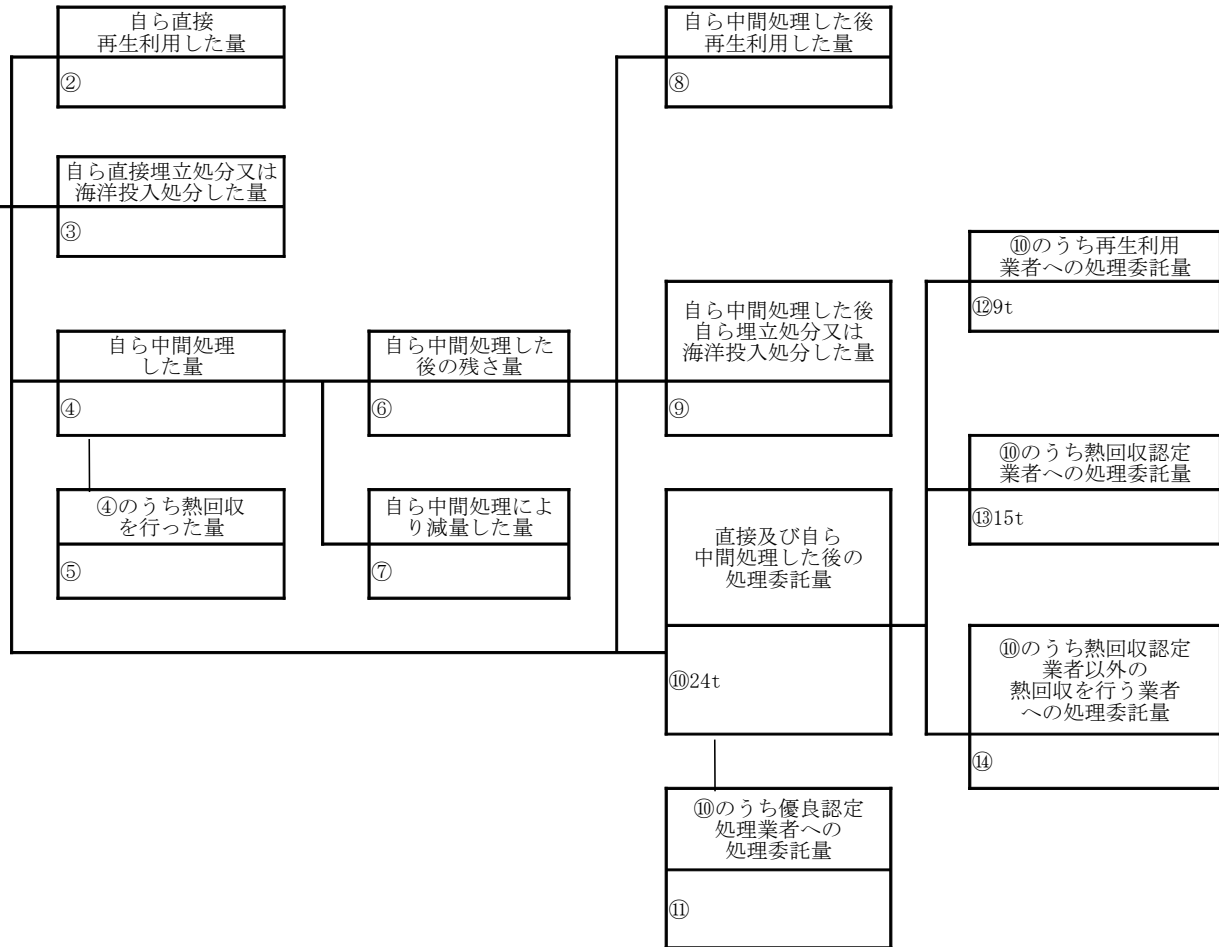 自ら直接
再生利用した量
②
自ら中間処理した後
再生利用した量
⑧
自ら直接埋立処分又は
海洋投入処分した量
③
⑩のうち再生利用
業者への処理委託量
⑫9t
自ら中間処理
した量
④
自ら中間処理した
後の残さ量
⑥
自ら中間処理した後
自ら埋立処分又は
海洋投入処分した量
⑨
⑩のうち熱回収認定
業者への処理委託量
⑬15t
④のうち熱回収
を行った量
⑤
自ら中間処理によ
り減量した量
⑦
直接及び自ら
中間処理した後の
処理委託量
⑩24t
⑩のうち熱回収認定
業者以外の
熱回収を行う業者
への処理委託量
⑭
⑩のうち優良認定
処理業者への
処理委託量
⑪